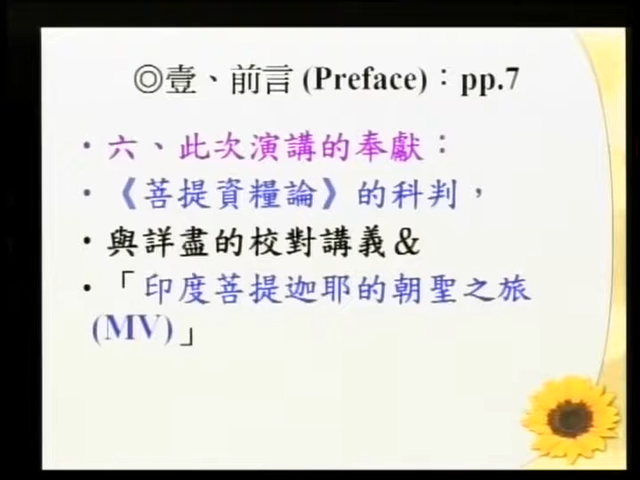 ◎壹、前言 (Preface)：pp.7
• 六、此次演講的奉獻：
• 《菩提資糧論》的科判，
• 與詳盡的校對講義＆
• 「印度菩提迦耶的朝聖之旅
(MV)」